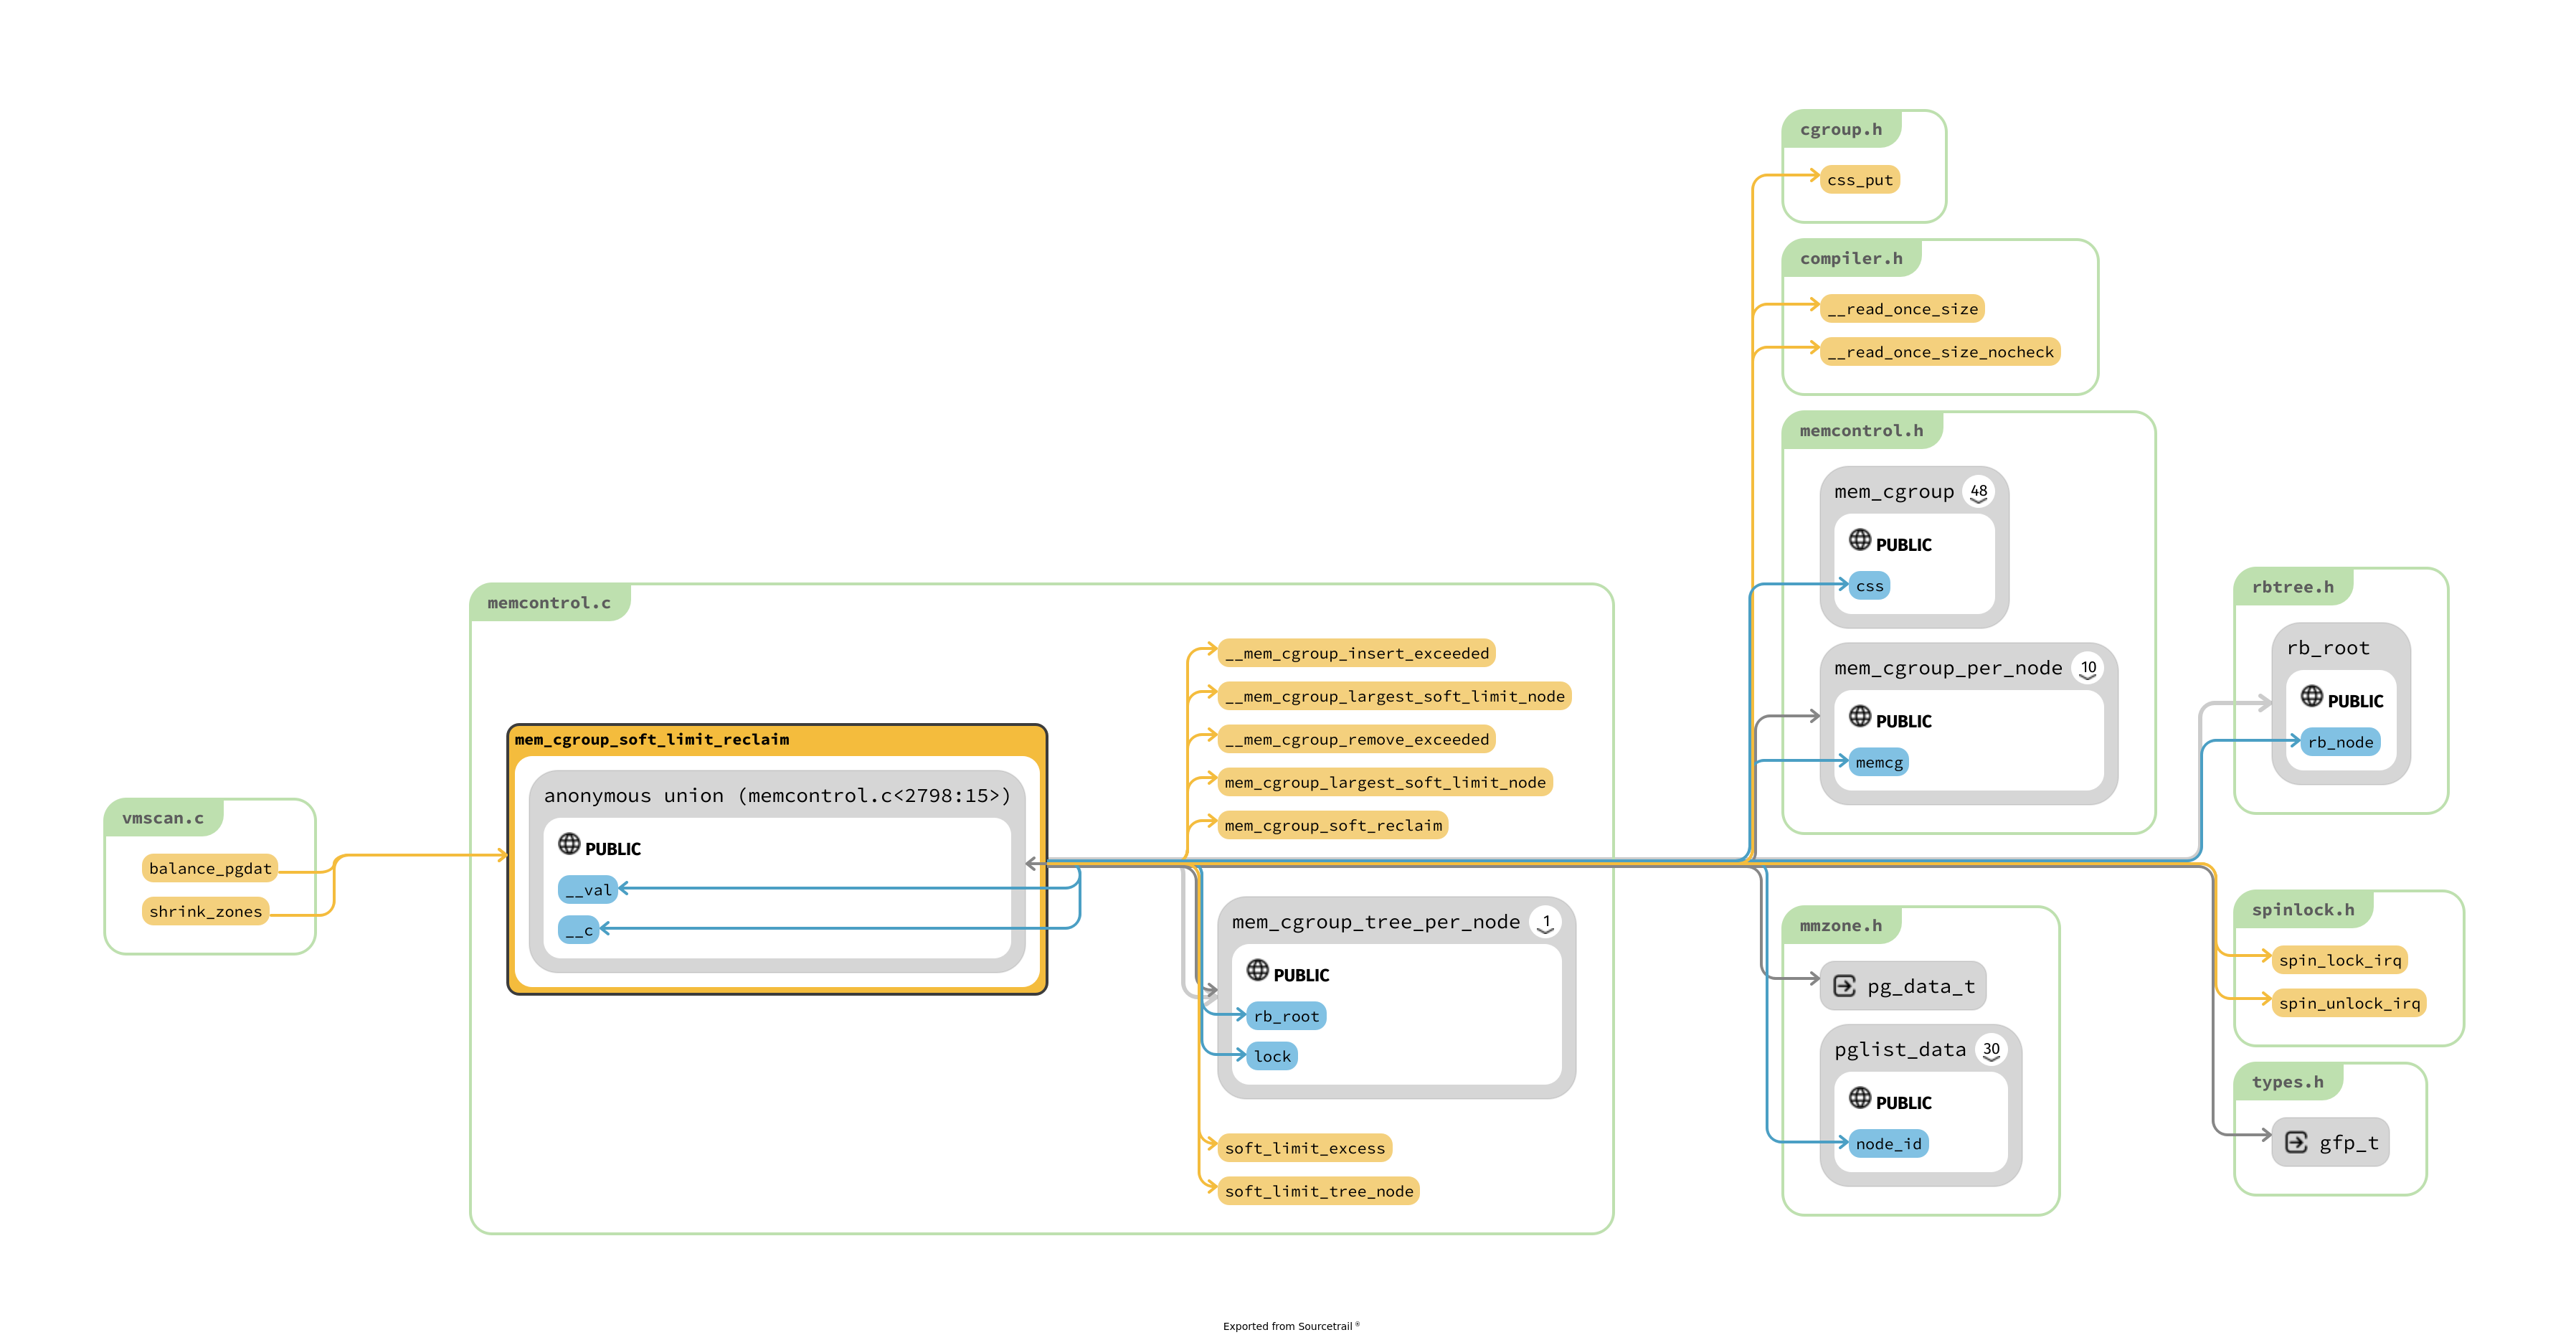 cgroup.h
css_put
compiler.h
__read_once_size
__read_once_size_nocheck
memcontrol.h
mem_cgroup 48
PUBLIC
css
mem_cgroup_per_node 10
PUBLIC
memcg
rbtree.h
rb_root
PUBLIC
rb_node
memcontrol.c
__mem_cgroup_insert_exceeded
__mem_cgroup_largest_soft_limit_node
__mem_cgroup_remove_exceeded
mem_cgroup_largest_soft_limit_node
mem_cgroup_soft_reclaim
mem_cgroup_soft_limit_reclaim
anonymous union (memcontrol.c<2798:15>)
PUBLIC
__val
__c
vmscan.c
balance_pgdat
shrink_zones
mem_cgroup_tree_per_node 1
PUBLIC
rb_root
lock
soft_limit_excess
soft_limit_tree_node
mmzone.h
pg_data_t
pglist_data 30
PUBLIC
node_id
spinlock.h
spin_lock_irq
spin_unlock_irq
types.h
gfp_t
Exported from Sourcetrail ®